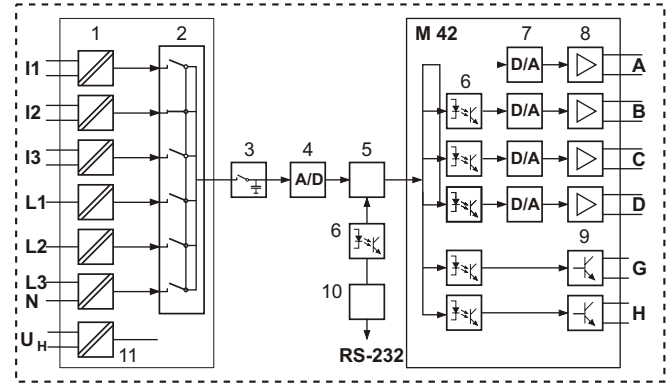 1 2 M 42 7 8
I1 D/A A
6
I2 D/A B
I3 3 4 5 D/A C
A/D
L1 D/A D
L2 6 9
G
L3
N 10
H
U H 11
RS-232